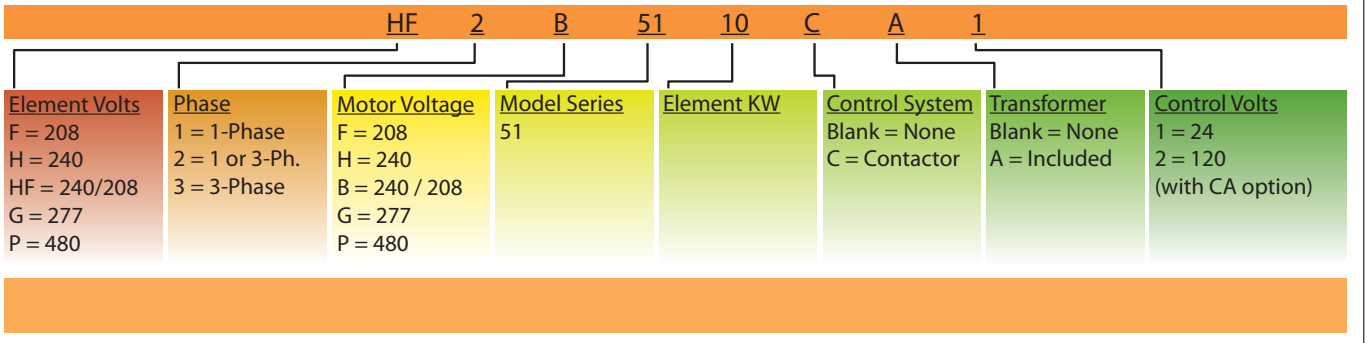 HF 2 B 51 10 C A 1
Element Volts
F = 208
H = 240
HF = 240/208
G = 277
P = 480
Phase
1 = 1-Phase
2 = 1 or 3-Ph.
3 = 3-Phase
Motor Voltage
F = 208
H = 240
B = 240 / 208
G = 277
P = 480
Model Series
51
Element KW
Control System
Blank = None
C = Contactor
Transformer
Blank = None
A = Included
Control Volts
1 = 24
2 = 120
(with CA option)